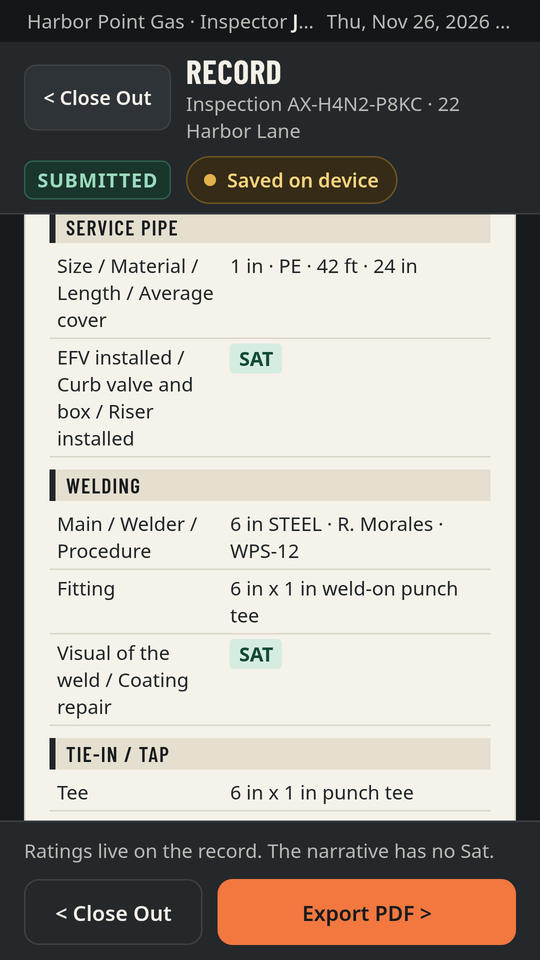 Harbor Point Gas · Inspector J... Thu, Nov 26, 2026 ...
< Close Out
RECORD
Inspection AX-H4N2-P8KC · 22
Harbor Lane
SUBMITTED
Saved on device
SERVICE PIPE
Size / Material / 1 in · PE · 42 ft · 24 in
Length / Average
cover
EFV installed / SAT
Curb valve and
box / Riser
installed
WELDING
Main / Welder / 6 in STEEL · R. Morales ·
Procedure WPS-12
Fitting 6 in x 1 in weld-on punch
tee
Visual of the SAT
weld / Coating
repair
TIE-IN / TAP
Tee 6 in x 1 in punch tee
Ratings live on the record. The narrative has no Sat.
< Close Out
Export PDF >